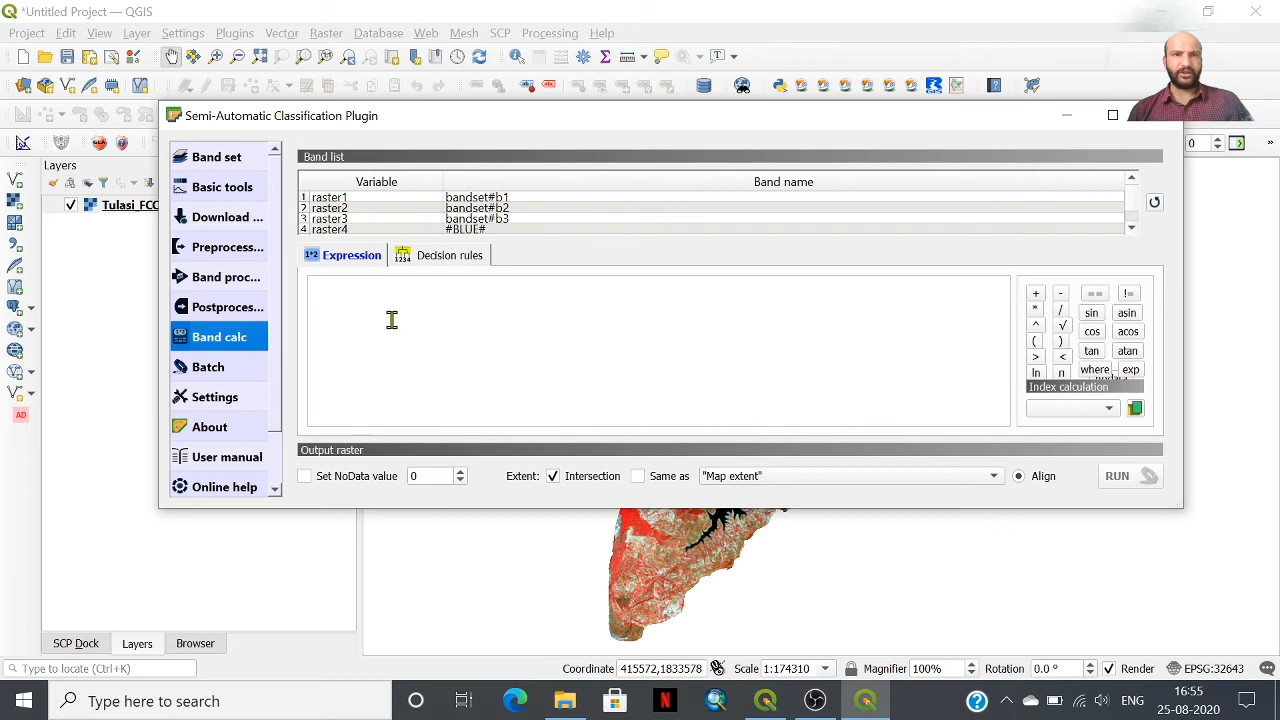 *Untitled Project — QGIS
Project Edit View Layer Settings Plugins Vector Raster Database Web Mesh SCP Processing Help
Semi-Automatic Classification Plugin
0
Layers
Tulasi_FCC
Band set
Basic tools
Download ...
Preprocess...
Band proc...
Postproces...
Band calc
Batch
Settings
About
User manual
Online help
Band list
Variable Band name
1 raster1 bandset#b1
2 raster2 bandset#b2
3 raster3 bandset#b3
4 raster4 #BLUE#
1*2 Expression 1234 Decision rules
+ - == !=
* / sin asin
^ √ cos acos
( ) tan atan
> < where exp
ln π
Index calculation
Output raster
Set NoData value 0 Extent: Intersection Same as "Map extent" Align RUN
AD
SCP Dock Layers Browser
Type to locate (Ctrl+K) Coordinate 415572,1833578 Scale 1:174310 Magnifier 100% Rotation 0.0 ° Render EPSG:32643
Type here to search ENG 16:55
25-08-2020